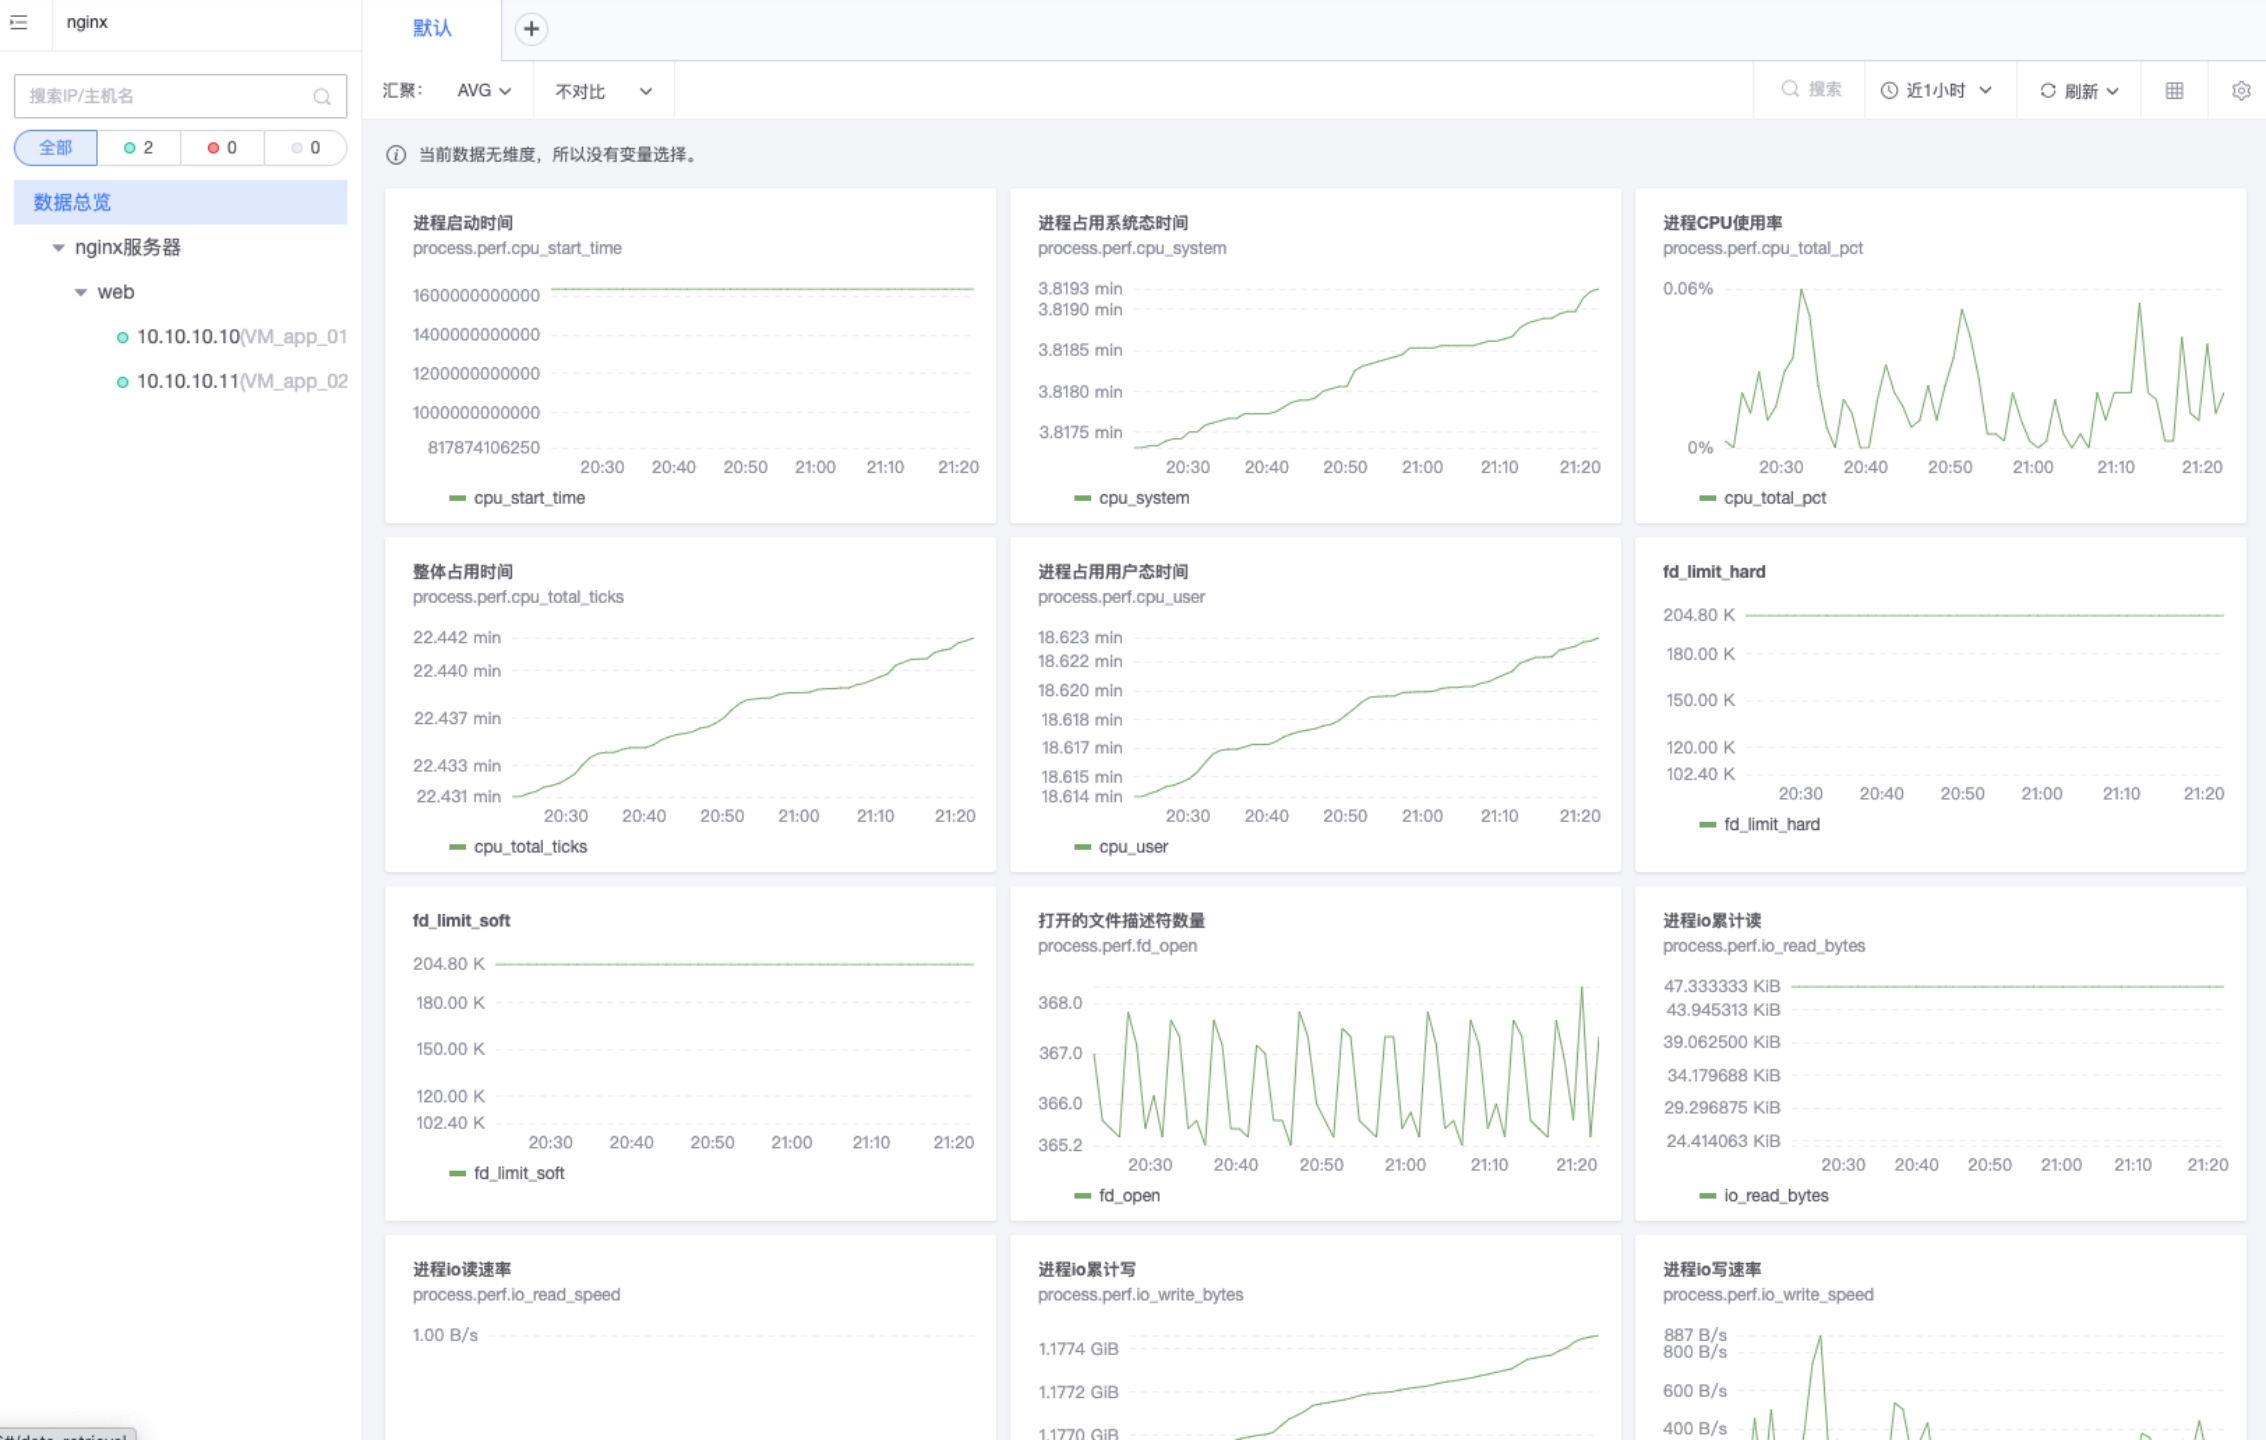 nginx
默认
搜索IP/主机名
汇聚: AVG
不对比
搜索
近1小时
刷新
全部
2
0
0
当前数据无维度，所以没有变量选择。
数据总览
nginx服务器
web
10.10.10.10(VM_app_01
10.10.10.11(VM_app_02
进程启动时间
process.perf.cpu_start_time
1600000000000
1400000000000
1200000000000
1000000000000
817874106250
20:30 20:40 20:50 21:00 21:10 21:20
cpu_start_time
进程占用系统态时间
process.perf.cpu_system
3.8193 min
3.8190 min
3.8185 min
3.8180 min
3.8175 min
20:30 20:40 20:50 21:00 21:10 21:20
cpu_system
进程CPU使用率
process.perf.cpu_total_pct
0.06%
0%
20:30 20:40 20:50 21:00 21:10 21:20
cpu_total_pct
整体占用时间
process.perf.cpu_total_ticks
22.442 min
22.440 min
22.437 min
22.433 min
22.431 min
20:30 20:40 20:50 21:00 21:10 21:20
cpu_total_ticks
进程占用用户态时间
process.perf.cpu_user
18.623 min
18.622 min
18.620 min
18.618 min
18.617 min
18.615 min
18.614 min
20:30 20:40 20:50 21:00 21:10 21:20
cpu_user
fd_limit_hard
204.80 K
180.00 K
150.00 K
120.00 K
102.40 K
20:30 20:40 20:50 21:00 21:10 21:20
fd_limit_hard
fd_limit_soft
204.80 K
180.00 K
150.00 K
120.00 K
102.40 K
20:30 20:40 20:50 21:00 21:10 21:20
fd_limit_soft
打开的文件描述符数量
process.perf.fd_open
368.0
367.0
366.0
365.2
20:30 20:40 20:50 21:00 21:10 21:20
fd_open
进程io累计读
process.perf.io_read_bytes
47.333333 KiB
43.945313 KiB
39.062500 KiB
34.179688 KiB
29.296875 KiB
24.414063 KiB
20:30 20:40 20:50 21:00 21:10 21:20
io_read_bytes
进程io读速率
process.perf.io_read_speed
1.00 B/s
进程io累计写
process.perf.io_write_bytes
1.1774 GiB
1.1772 GiB
1.1770 GiB
进程io写速率
process.perf.io_write_speed
887 B/s
800 B/s
600 B/s
400 B/s